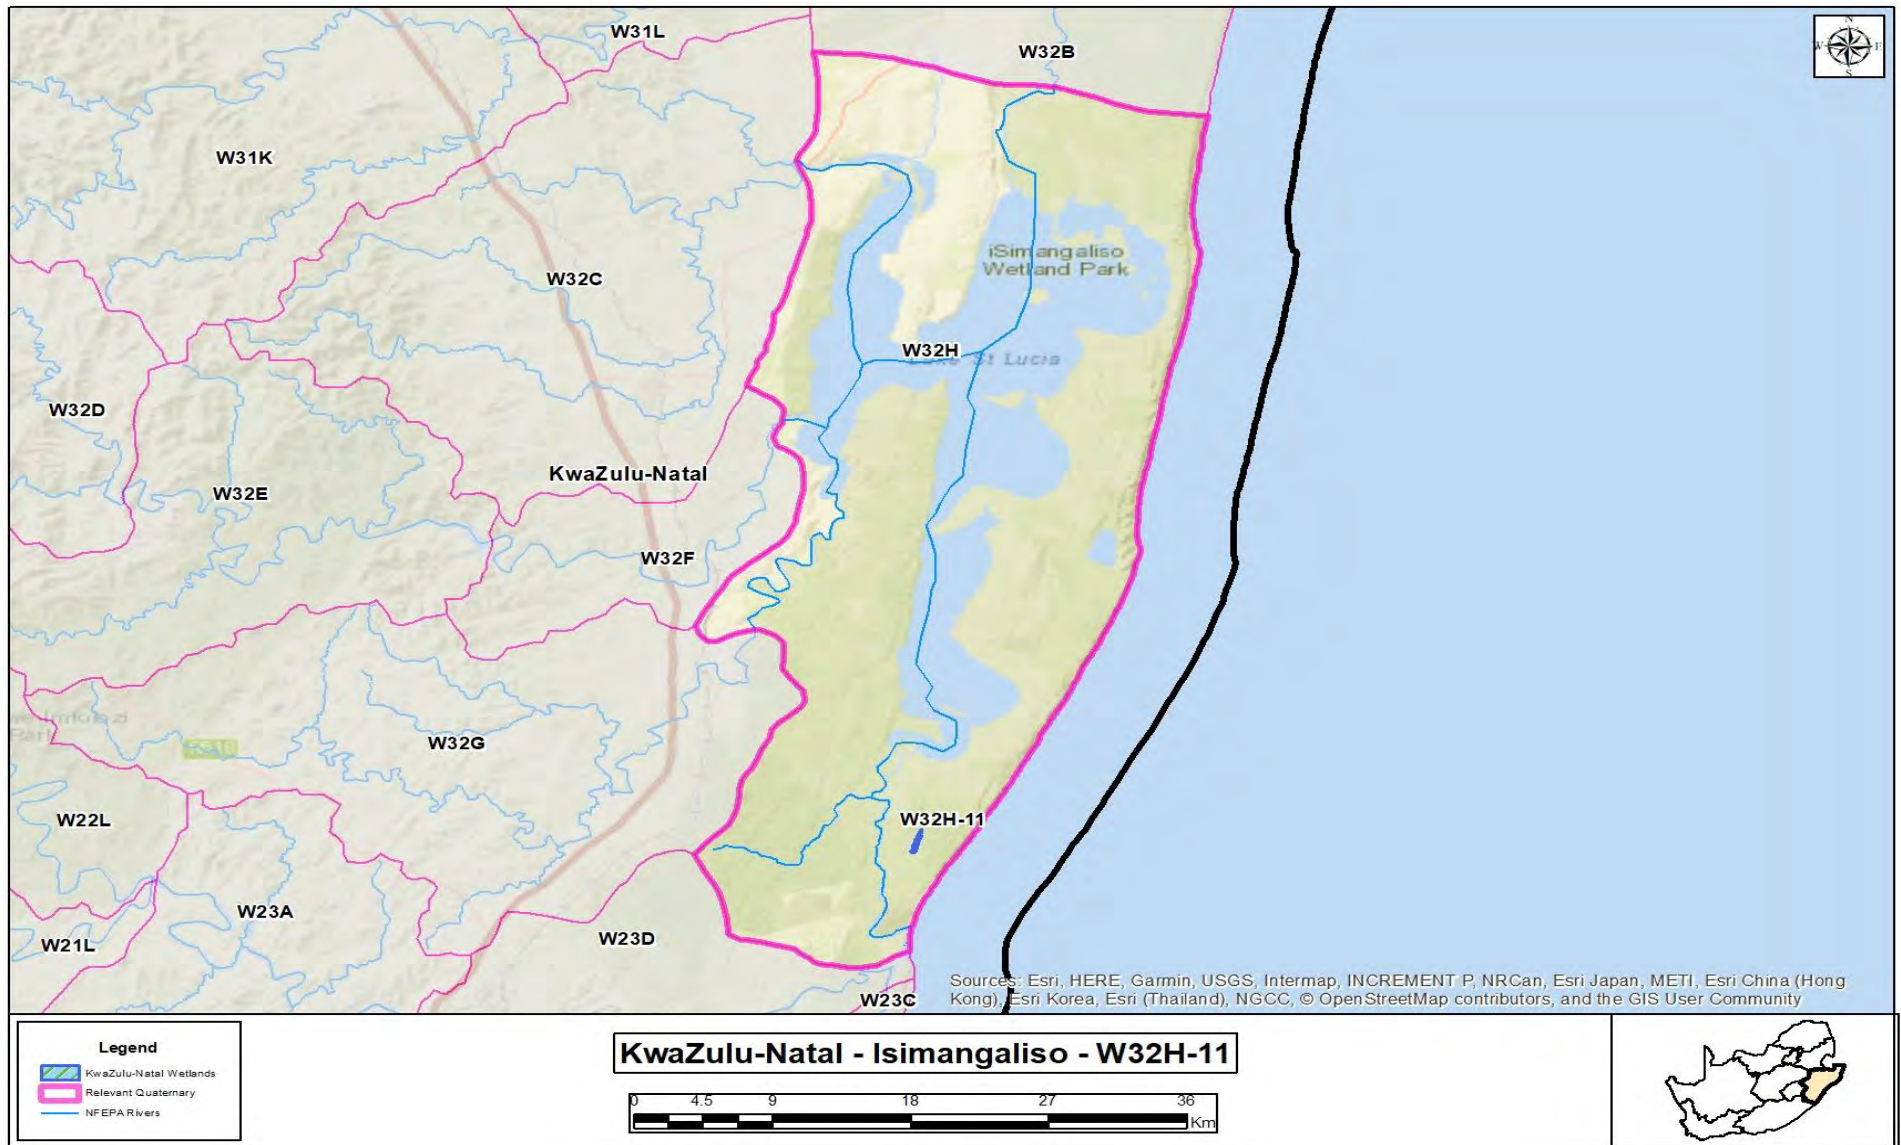 W31L
W32B
N
W E
S
W31K
iSimangaliso
Wetland Park
W32C
W32H
Lake St Lucia
W32D
KwaZulu-Natal
W32E
W32F
Park
W32G
W22L
W32H-11
W23A
W21L
W23D
W23C
Sources: Esri, HERE, Garmin, USGS, Intermap, INCREMENT P, NRCan, Esri Japan, METI, Esri China (Hong
Kong), Esri Korea, Esri (Thailand), NGCC, © OpenStreetMap contributors, and the GIS User Community
Legend
KwaZulu-Natal Wetlands
Relevant Quaternary
NFEPA Rivers
KwaZulu-Natal - Isimangaliso - W32H-11
0 4.5 9 18 27 36
Km